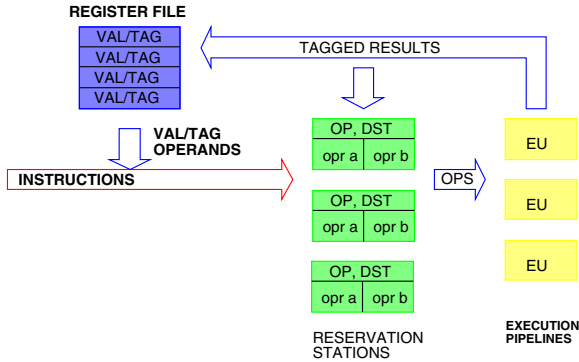 REGISTER FILE
VAL/TAG
VAL/TAG
VAL/TAG
VAL/TAG
TAGGED RESULTS
VAL/TAG
OPERANDS
INSTRUCTIONS
OP, DST
opr a opr b
OP, DST
opr a opr b
OP, DST
opr a opr b
OPS
EU
EU
EU
RESERVATION
STATIONS
EXECUTION
PIPELINES